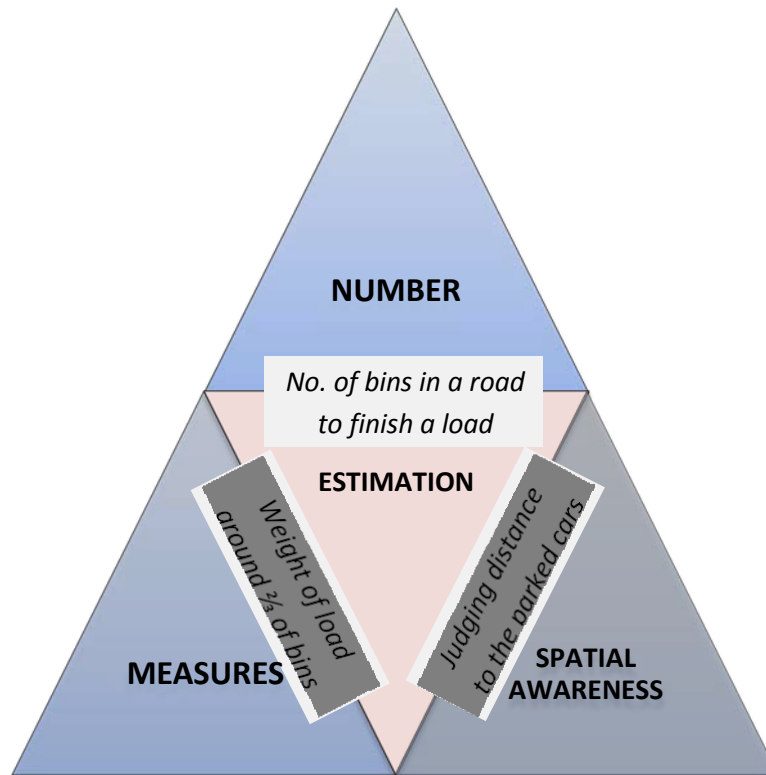 NUMBER
No. of bins in a road
to finish a load
ESTIMATION
Weight of load
around ⅔ of bins
Judging distance
to the parked cars
MEASURES
SPATIAL
AWARENESS